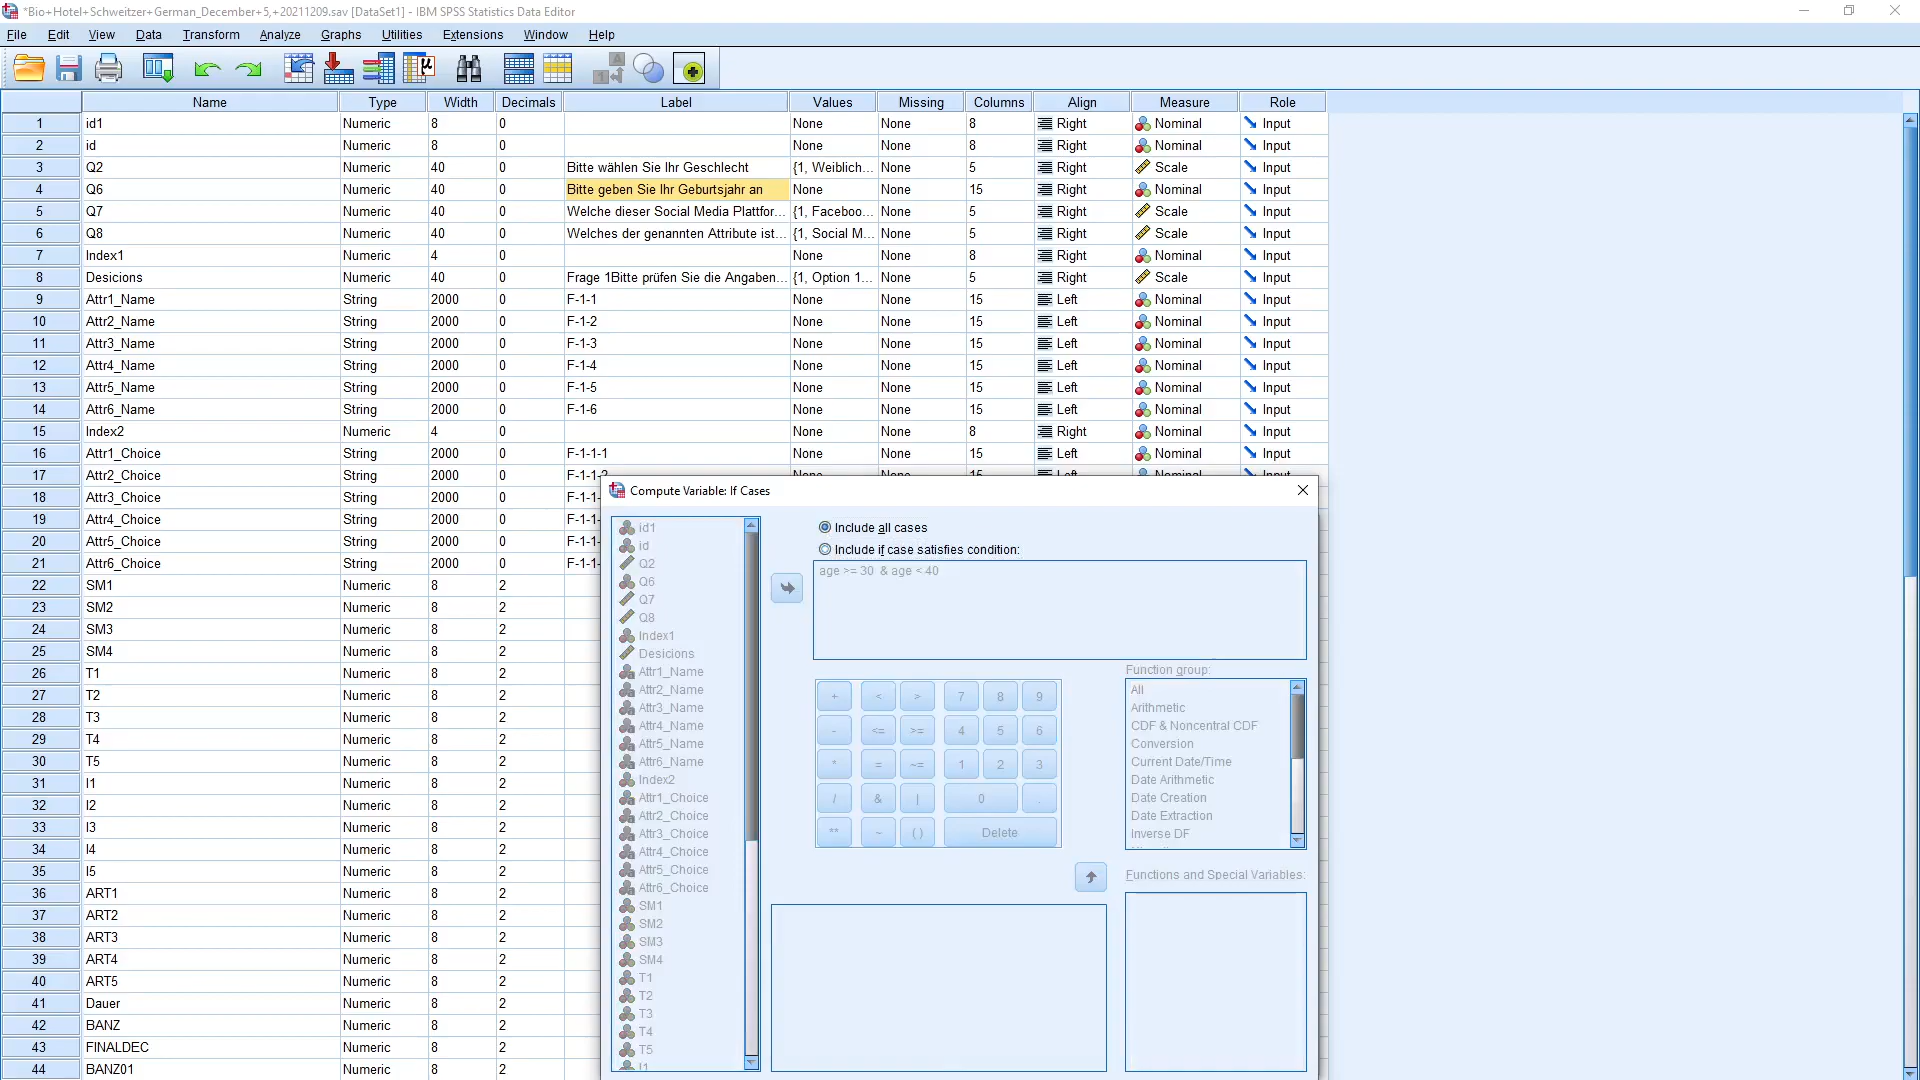 *Bio+Hotel+Schweitzer+German_December+5,+20211209.sav [DataSet1] - IBM SPSS Statistics Data Editor
File Edit View Data Transform Analyze Graphs Utilities Extensions Window Help
Name Type Width Decimals Label Values Missing Columns Align Measure Role
1 id1 Numeric 8 0 None None 8 Right Nominal Input
2 id Numeric 8 0 None None 8 Right Nominal Input
3 Q2 Numeric 40 0 Bitte wählen Sie Ihr Geschlecht {1, Weiblich... None 5 Right Scale Input
4 Q6 Numeric 40 0 Bitte geben Sie Ihr Geburtsjahr an None None 15 Right Nominal Input
5 Q7 Numeric 40 0 Welche dieser Social Media Plattfor... {1, Faceboo... None 5 Right Scale Input
6 Q8 Numeric 40 0 Welches der genannten Attribute ist... {1, Social M... None 5 Right Scale Input
7 Index1 Numeric 4 0 None None 8 Right Nominal Input
8 Desicions Numeric 40 0 Frage 1Bitte prüfen Sie die Angaben... {1, Option 1... None 5 Right Scale Input
9 Attr1_Name String 2000 0 F-1-1 None None 15 Left Nominal Input
10 Attr2_Name String 2000 0 F-1-2 None None 15 Left Nominal Input
11 Attr3_Name String 2000 0 F-1-3 None None 15 Left Nominal Input
12 Attr4_Name String 2000 0 F-1-4 None None 15 Left Nominal Input
13 Attr5_Name String 2000 0 F-1-5 None None 15 Left Nominal Input
14 Attr6_Name String 2000 0 F-1-6 None None 15 Left Nominal Input
15 Index2 Numeric 4 0 None None 8 Right Nominal Input
16 Attr1_Choice String 2000 0 F-1-1-1 None None 15 Left Nominal Input
17 Attr2_Choice String 2000 0 F-1-1-2 None None 15 Left Nominal Input
18 Attr3_Choice String 2000 0 F-1-1-
19 Attr4_Choice String 2000 0 F-1-1-
20 Attr5_Choice String 2000 0 F-1-1-
21 Attr6_Choice String 2000 0 F-1-1-
22 SM1 Numeric 8 2
23 SM2 Numeric 8 2
24 SM3 Numeric 8 2
25 SM4 Numeric 8 2
26 T1 Numeric 8 2
27 T2 Numeric 8 2
28 T3 Numeric 8 2
29 T4 Numeric 8 2
30 T5 Numeric 8 2
31 I1 Numeric 8 2
32 I2 Numeric 8 2
33 I3 Numeric 8 2
34 I4 Numeric 8 2
35 I5 Numeric 8 2
36 ART1 Numeric 8 2
37 ART2 Numeric 8 2
38 ART3 Numeric 8 2
39 ART4 Numeric 8 2
40 ART5 Numeric 8 2
41 Dauer Numeric 8 2
42 BANZ Numeric 8 2
43 FINALDEC Numeric 8 2
44 BANZ01 Numeric 8 2
Compute Variable: If Cases
id1
id
Q2
Q6
Q7
Q8
Index1
Desicions
Attr1_Name
Attr2_Name
Attr3_Name
Attr4_Name
Attr5_Name
Attr6_Name
Index2
Attr1_Choice
Attr2_Choice
Attr3_Choice
Attr4_Choice
Attr5_Choice
Attr6_Choice
SM1
SM2
SM3
SM4
T1
T2
T3
T4
T5
I1
Include all cases
Include if case satisfies condition:
age >= 30 & age < 40
+ < > 7 8 9
- <= >= 4 5 6
* = ~= 1 2 3
/ & | 0 .
** ~ ( ) Delete
Function group:
All
Arithmetic
CDF & Noncentral CDF
Conversion
Current Date/Time
Date Arithmetic
Date Creation
Date Extraction
Inverse DF
Functions and Special Variables: